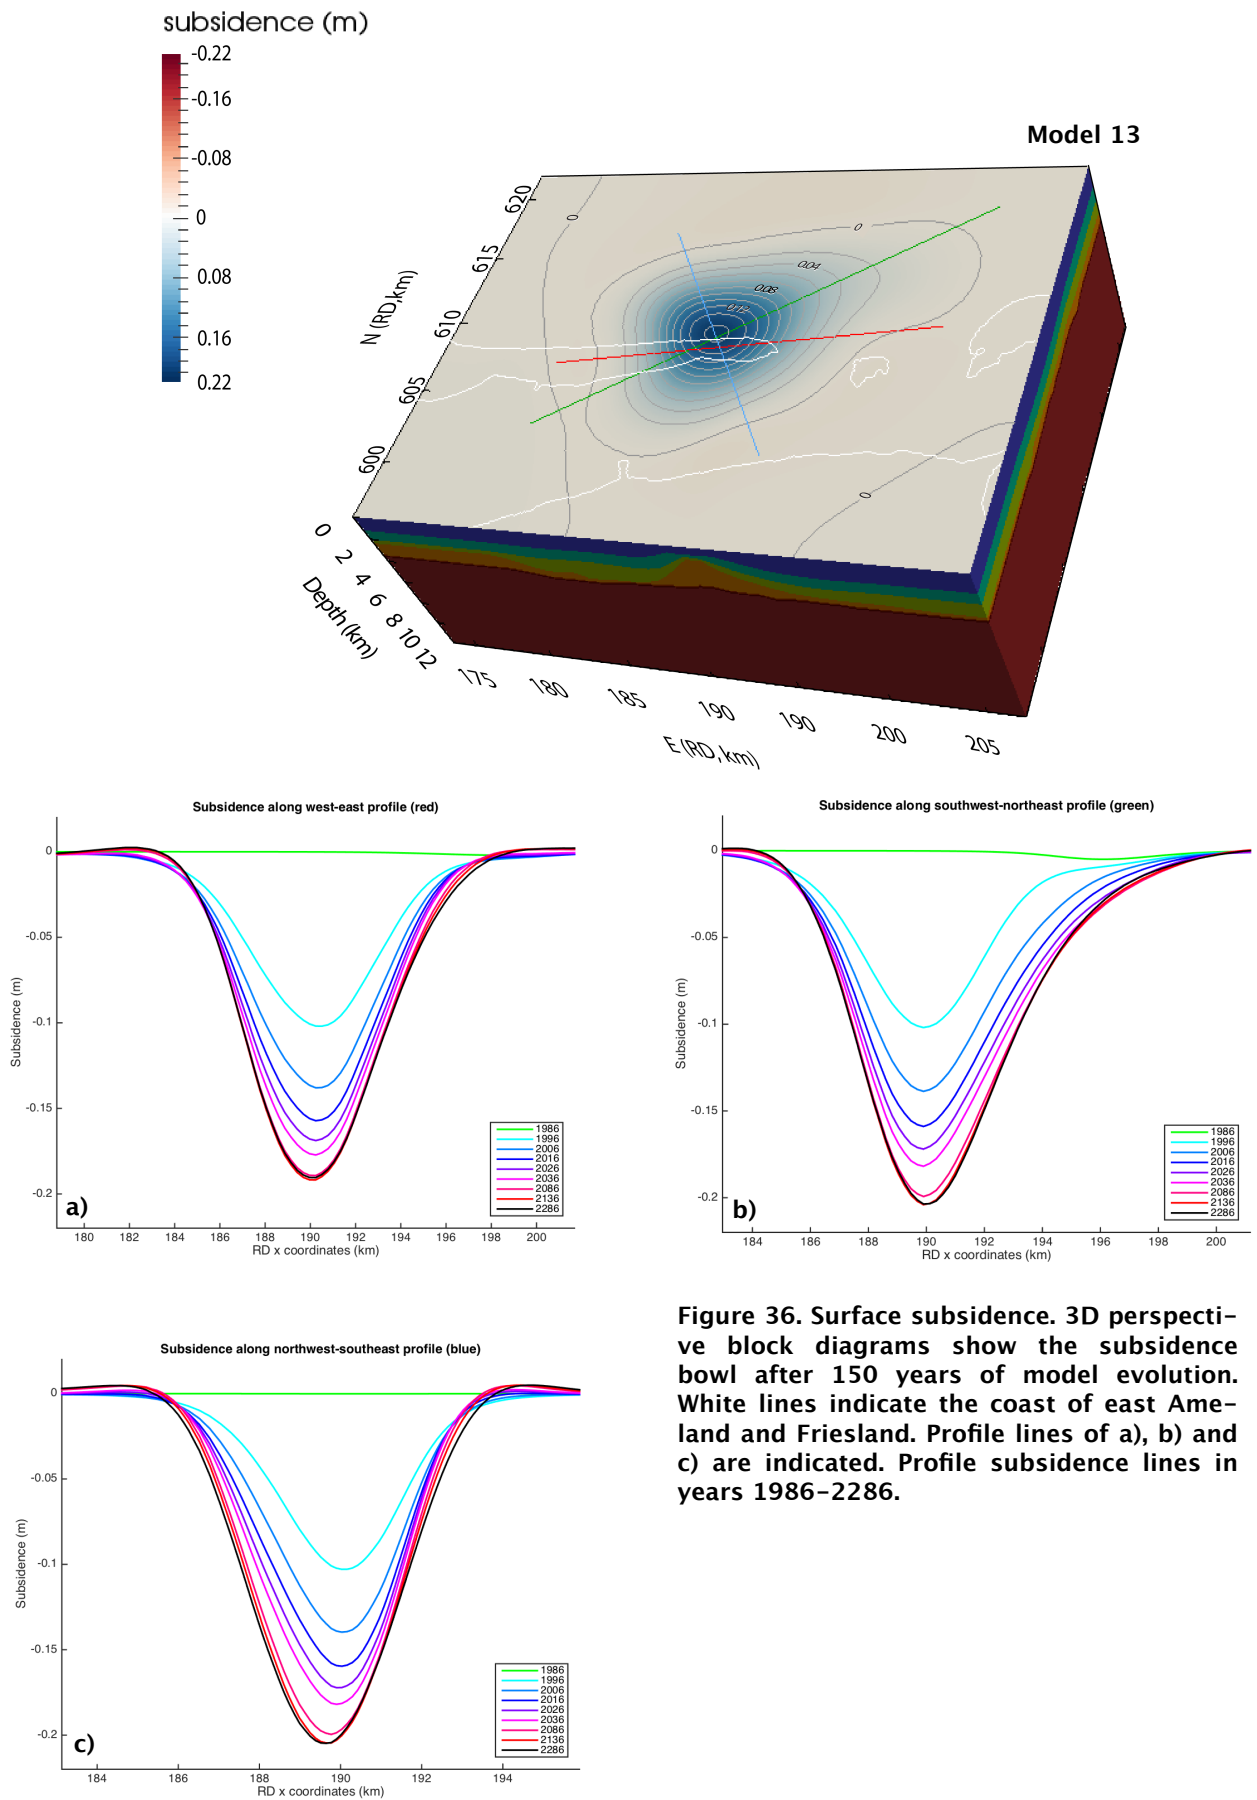 subsidence (m)
-0.22
-0.16
-0.08
0
0.08
0.16
0.22
Model 13
620
615
610
605
600
N (RD,km)
0
0
0.04
0.08
0.12
0
0
2
4
6
8
10
12
Depth (km)
175
180
185
190
190
200
205
E (RD, km)
Subsidence along west-east profile (red)
0
-0.05
-0.1
-0.15
-0.2
Subsidence (m)
1986
1996
2006
2016
2026
2036
2086
2136
2286
a)
180 182 184 186 188 190 192 194 196 198 200
RD x coordinates (km)
Subsidence along southwest-northeast profile (green)
0
-0.05
-0.1
-0.15
-0.2
Subsidence (m)
1986
1996
2006
2016
2026
2036
2086
2136
2286
b)
184 186 188 190 192 194 196 198 200
RD x coordinates (km)
Subsidence along northwest-southeast profile (blue)
0
-0.05
-0.1
-0.15
-0.2
Subsidence (m)
1986
1996
2006
2016
2026
2036
2086
2136
2286
c)
184 186 188 190 192 194
RD x coordinates (km)
Figure 36. Surface subsidence. 3D perspecti-
ve block diagrams show the subsidence
bowl after 150 years of model evolution.
White lines indicate the coast of east Ame-
land and Friesland. Profile lines of a), b) and
c) are indicated. Profile subsidence lines in
years 1986–2286.